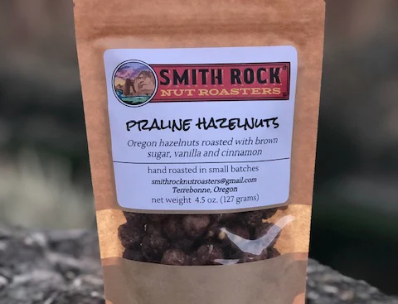 SMITH ROCK
NUT ROASTERS
PRALINE HAZELNUTS
Oregon hazelnuts roasted with brown
sugar, vanilla and cinnamon
hand roasted in small batches
smithrocknutroasters@gmail.com
Terrebonne, Oregon
net weight 4.5 oz. (127 grams)